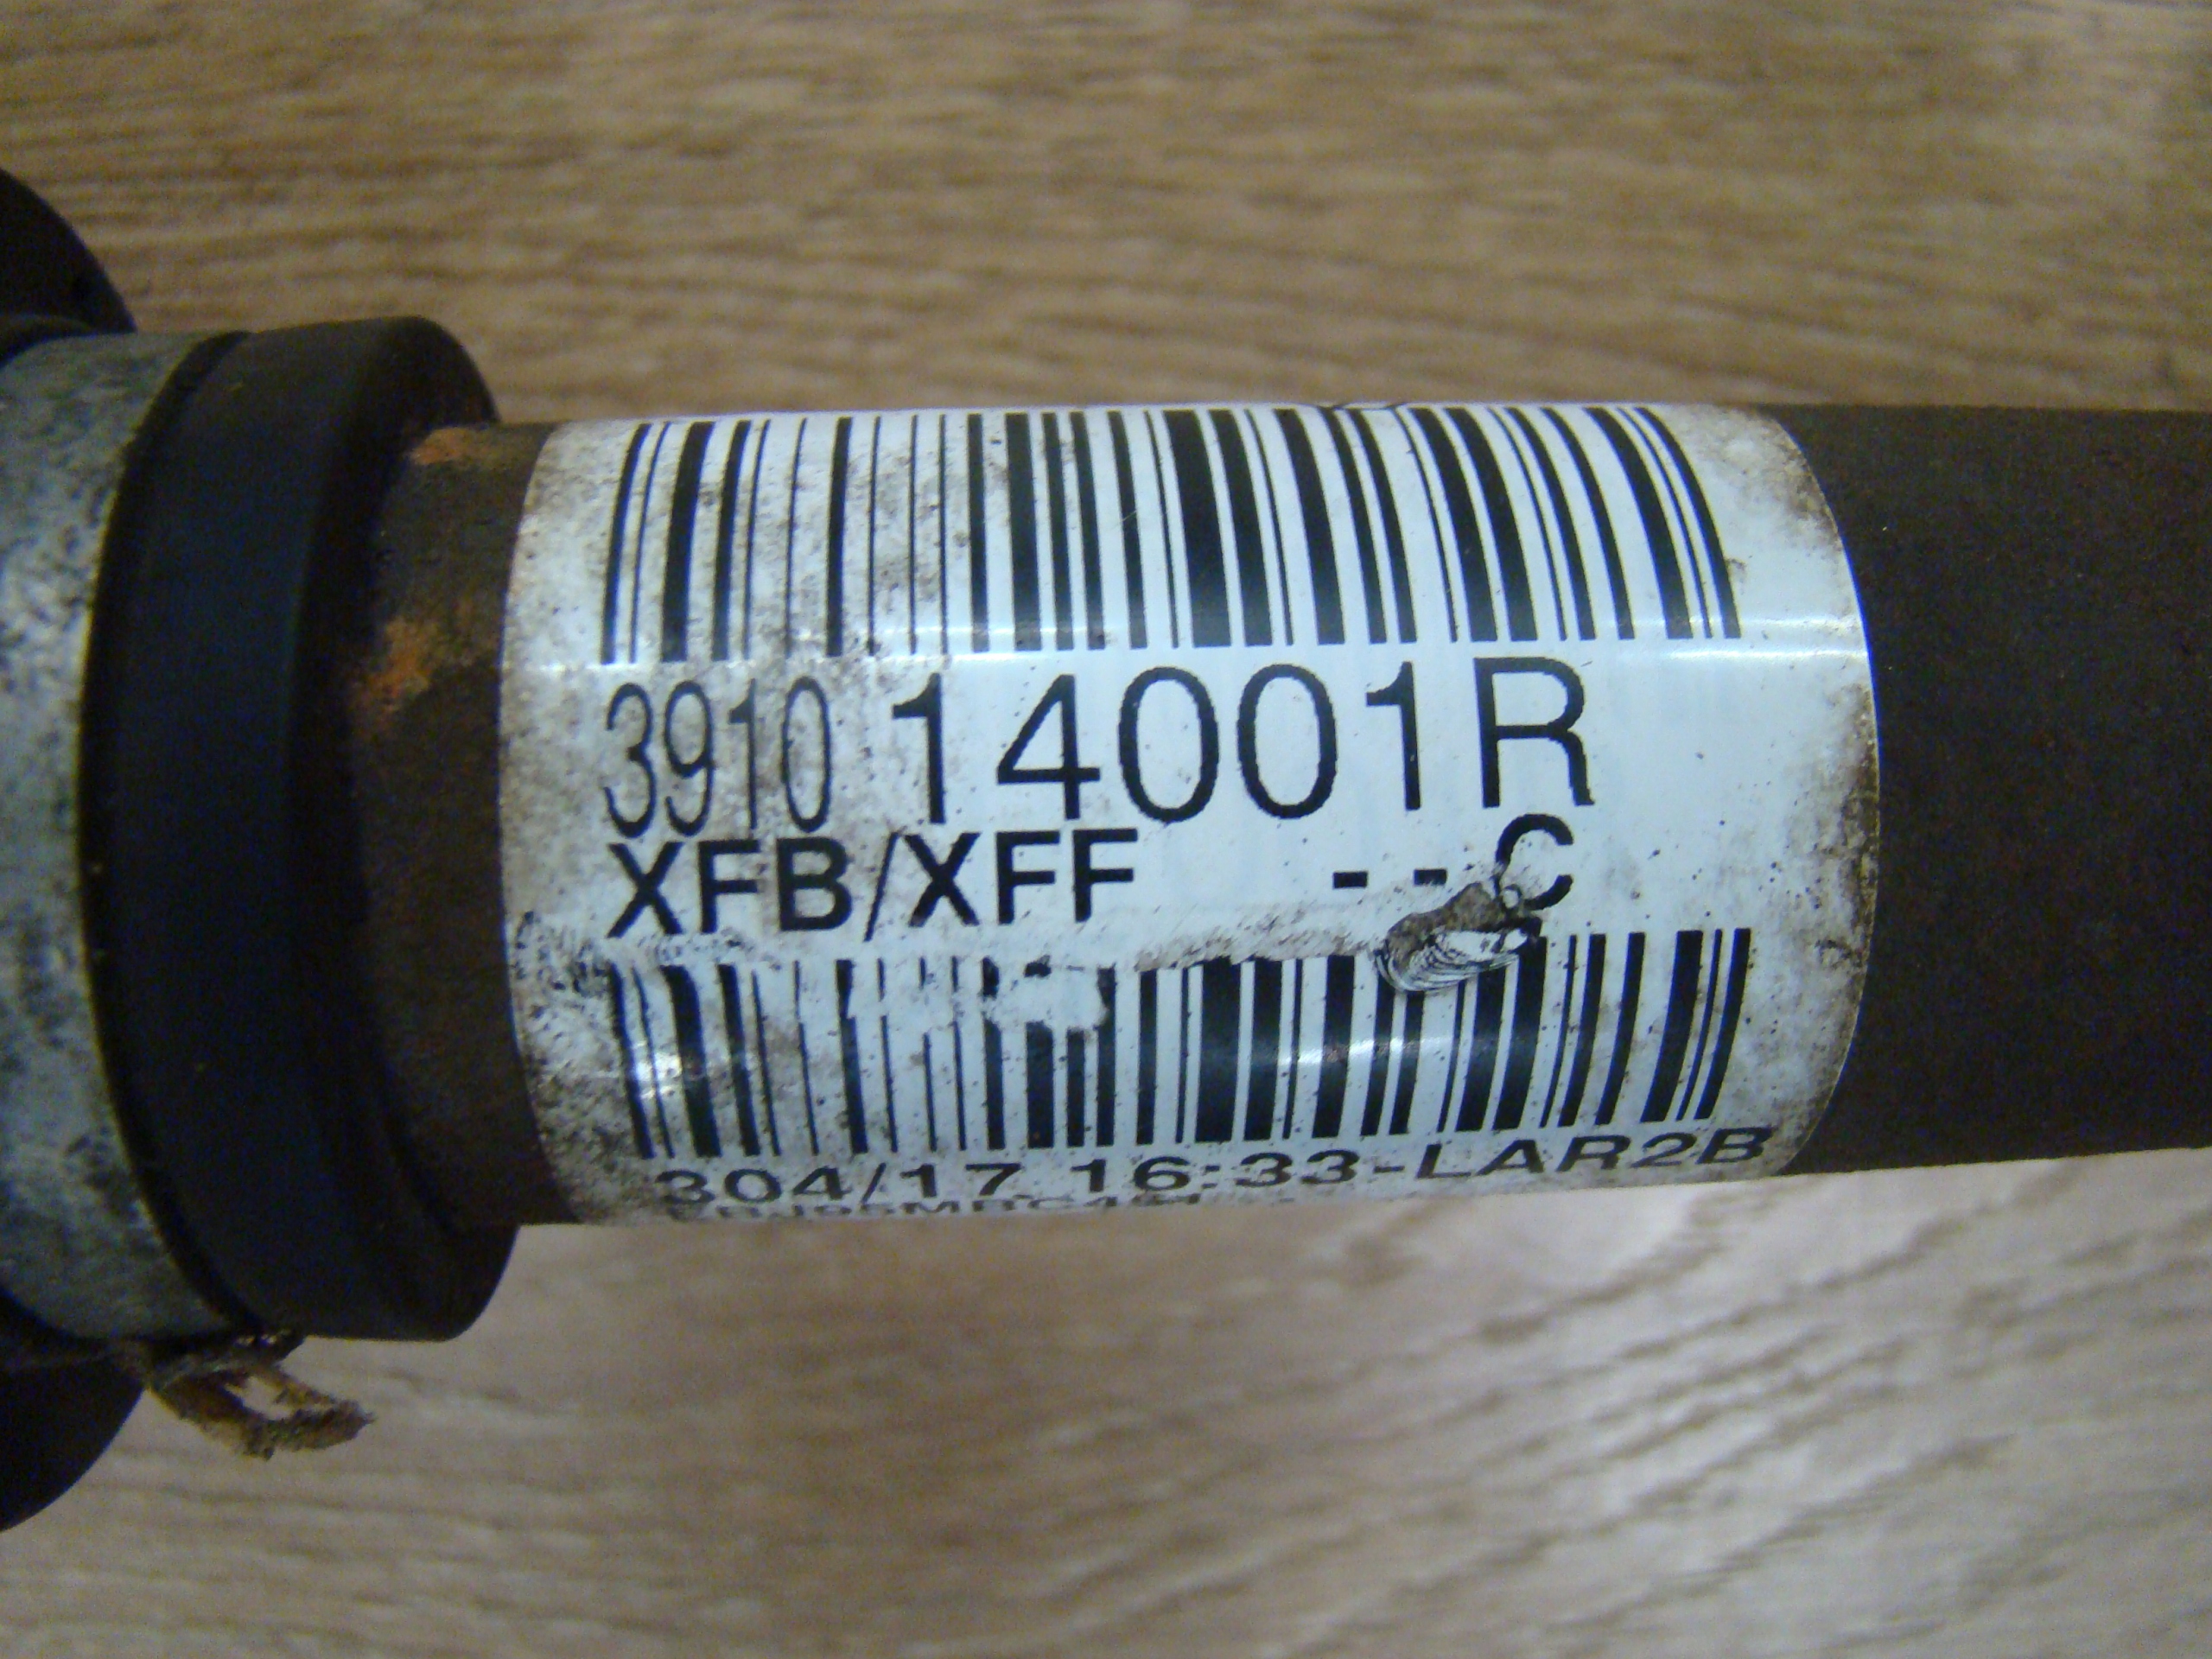 3910 14001R
XFB/XFF --C
304/17 16:33-LAR2B